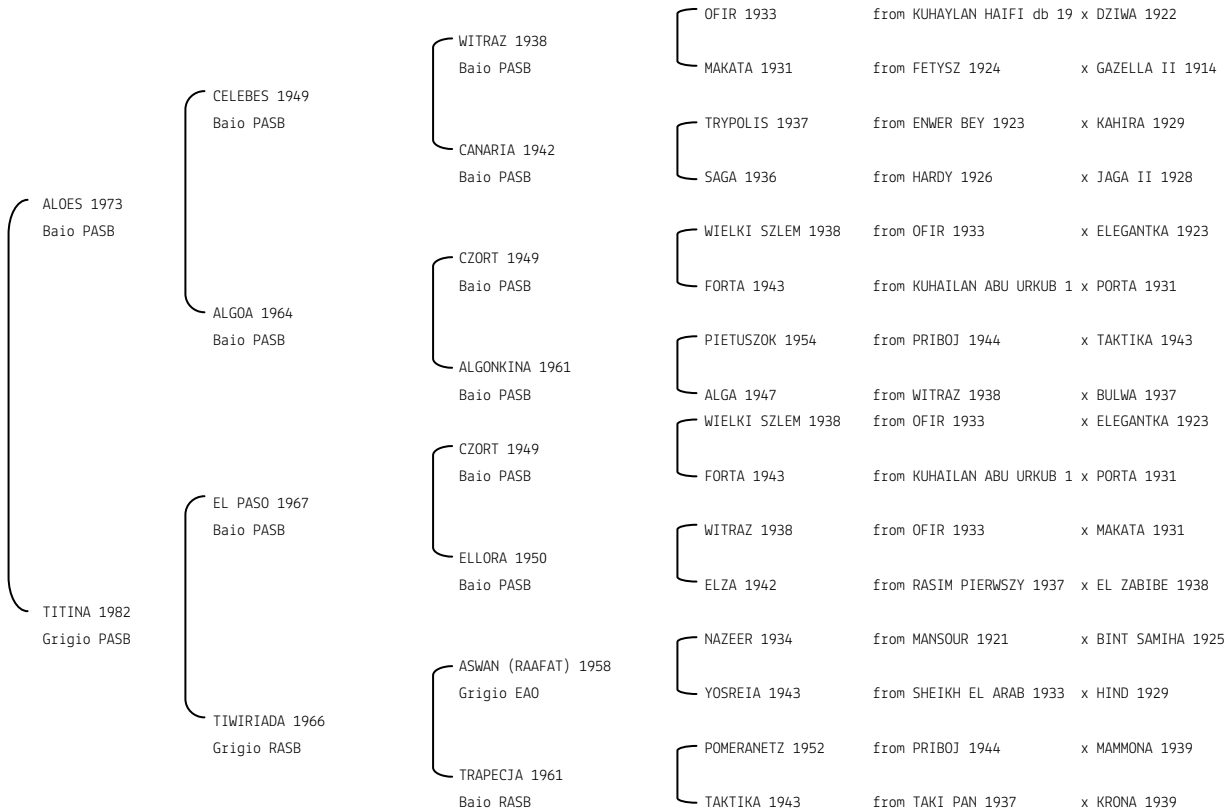 OFIR 1933 from KUHAYLAN HAIFI db 19 x DZIWA 1922
WITRAZ 1938
Baio PASB
MAKATA 1931 from FETYSZ 1924 x GAZELLA II 1914
CELEBES 1949
Baio PASB
TRYPOLIS 1937 from ENWER BEY 1923 x KAHIRA 1929
CANARIA 1942
Baio PASB
SAGA 1936 from HARDY 1926 x JAGA II 1928
ALOES 1973
Baio PASB
WIELKI SZLEM 1938 from OFIR 1933 x ELEGANTKA 1923
CZORT 1949
Baio PASB
FORTA 1943 from KUHAILAN ABU URKUB 1 x PORTA 1931
ALGOA 1964
Baio PASB
PIETUSZOK 1954 from PRIBOJ 1944 x TAKTIKA 1943
ALGONKINA 1961
Baio PASB
ALGA 1947 from WITRAZ 1938 x BULWA 1937
WIELKI SZLEM 1938 from OFIR 1933 x ELEGANTKA 1923
CZORT 1949
Baio PASB
FORTA 1943 from KUHAILAN ABU URKUB 1 x PORTA 1931
EL PASO 1967
Baio PASB
WITRAZ 1938 from OFIR 1933 x MAKATA 1931
ELLORA 1950
Baio PASB
ELZA 1942 from RASIM PIERWSZY 1937 x EL ZABIBE 1938
TITINA 1982
Grigio PASB
NAZEER 1934 from MANSOUR 1921 x BINT SAMIHA 1925
ASWAN (RAAFAT) 1958
Grigio EAO
YOSREIA 1943 from SHEIKH EL ARAB 1933 x HIND 1929
TIWIRIADA 1966
Grigio RASB
POMERANETZ 1952 from PRIBOJ 1944 x MAMMONA 1939
TRAPECJA 1961
Baio RASB
TAKTIKA 1943 from TAKI PAN 1937 x KRONA 1939